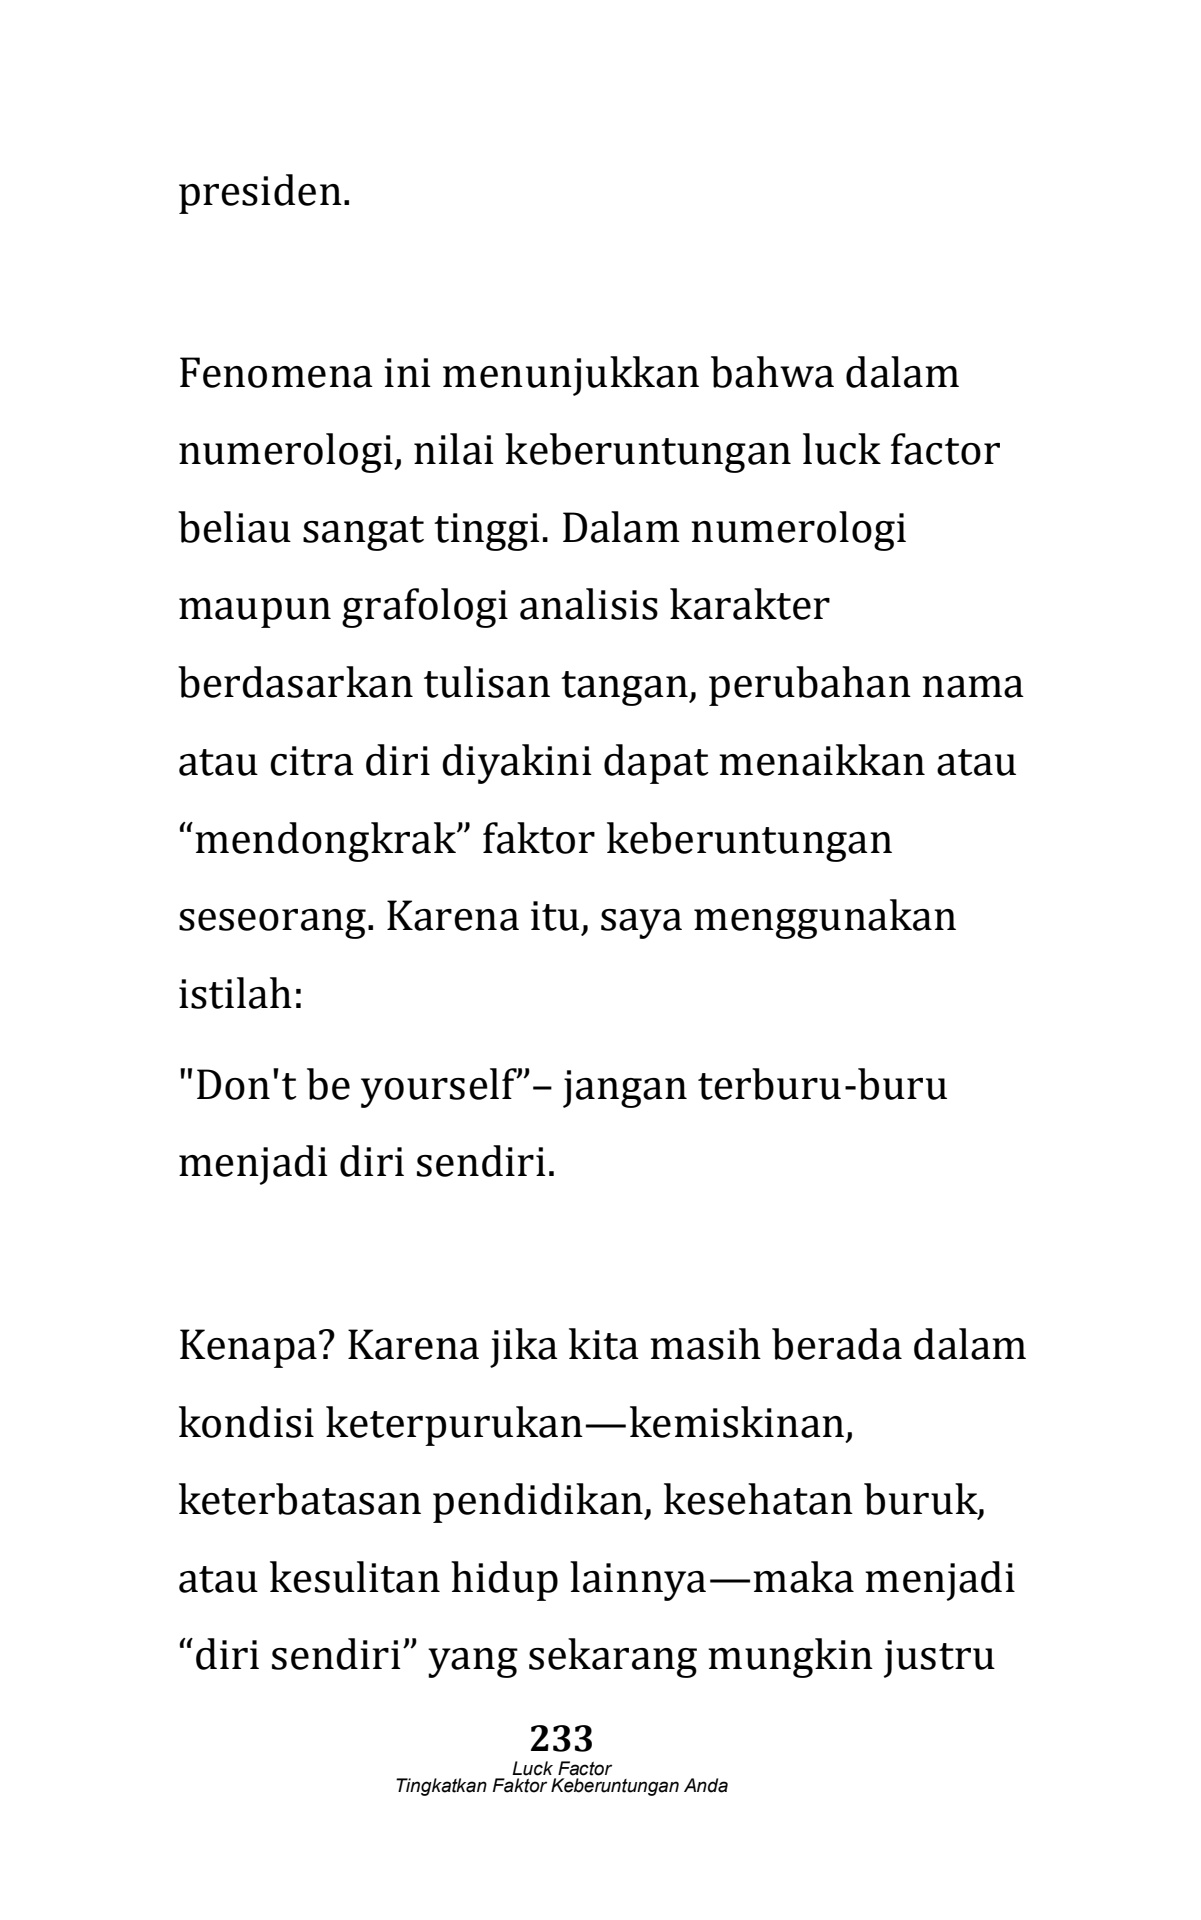 presiden.
Fenomena ini menunjukkan bahwa dalam
numerologi, nilai keberuntungan luck factor
beliau sangat tinggi. Dalam numerologi
maupun grafologi analisis karakter
berdasarkan tulisan tangan, perubahan nama
atau citra diri diyakini dapat menaikkan atau
“mendongkrak” faktor keberuntungan
seseorang. Karena itu, saya menggunakan
istilah:
"Don't be yourself”– jangan terburu-buru
menjadi diri sendiri.
Kenapa? Karena jika kita masih berada dalam
kondisi keterpurukan—kemiskinan,
keterbatasan pendidikan, kesehatan buruk,
atau kesulitan hidup lainnya—maka menjadi
“diri sendiri” yang sekarang mungkin justru
233
Luck Factor
Tingkatkan Faktor Keberuntungan Anda